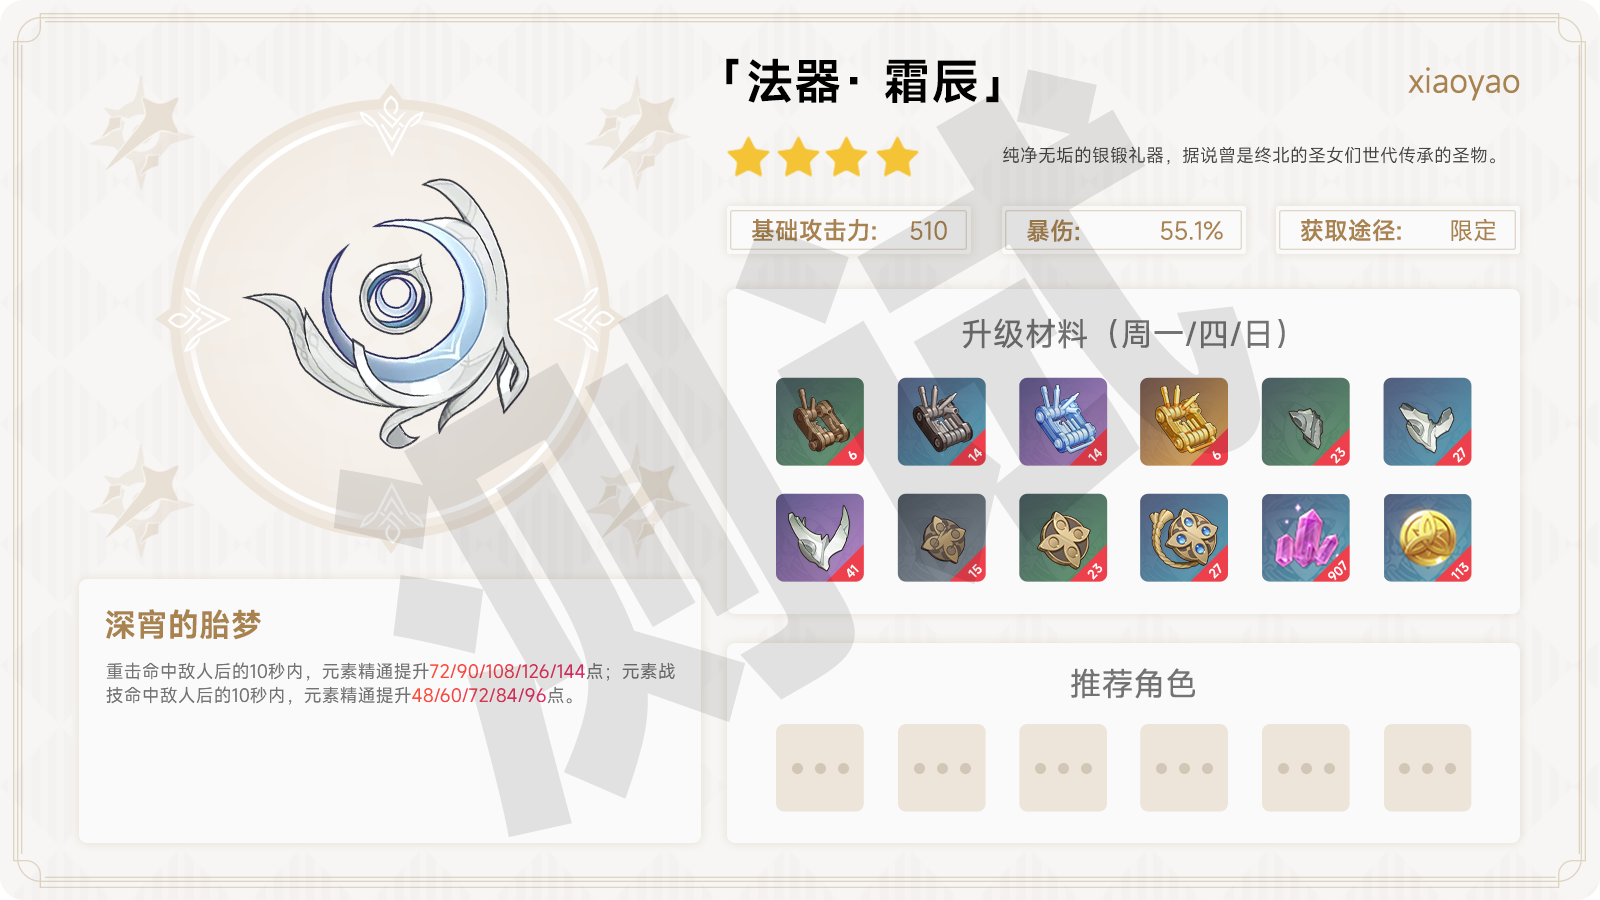 「法器· 霜辰」
xiaoyao
纯净无垢的银锻礼器，据说曾是终北的圣女们世代传承的圣物。
基础攻击力: 510
暴伤: 55.1%
获取途径: 限定
升级材料（周一/四/日）
6 14 14 6 23 27
41 15 23 27 907 113
深宵的胎梦
重击命中敌人后的10秒内，元素精通提升72/90/108/126/144点；元素战
技命中敌人后的10秒内，元素精通提升48/60/72/84/96点。
推荐角色
测试